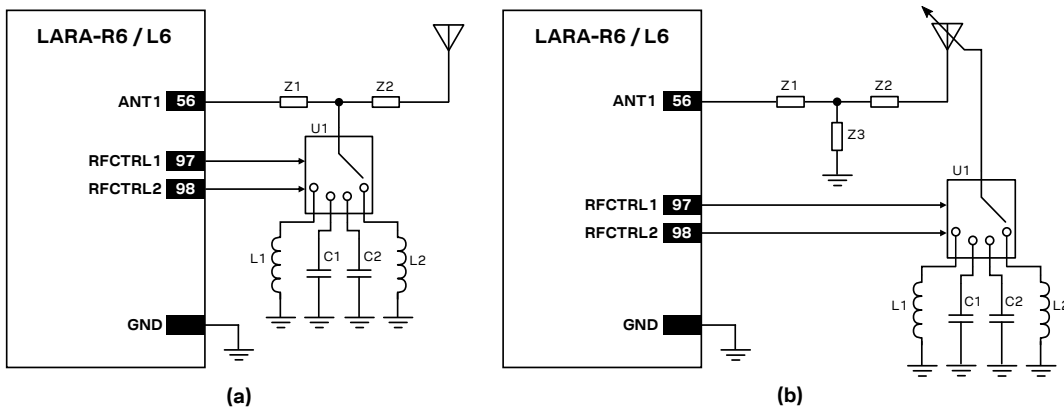 LARA-R6 / L6
ANT1 56
Z1 Z2
U1
RFCTRL1 97
RFCTRL2 98
L1 C1 C2 L2
GND
(a)
LARA-R6 / L6
ANT1 56
Z1 Z2
Z3
U1
RFCTRL1 97
RFCTRL2 98
L1 C1 C2 L2
GND
(b)